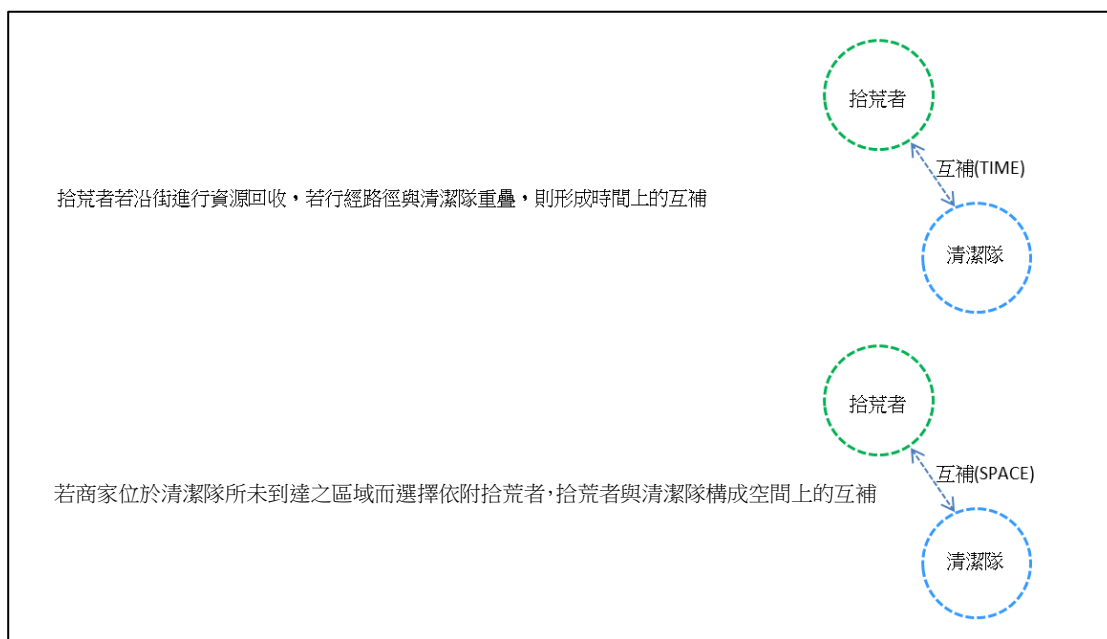 拾荒者
互補(TIME)
拾荒者若沿街進行資源回收，若行經路徑與清潔隊重疊，則形成時間上的互補
清潔隊
拾荒者
互補(SPACE)
若商家位於清潔隊所未到達之區域而選擇依附拾荒者，拾荒者與清潔隊構成空間上的互補
清潔隊